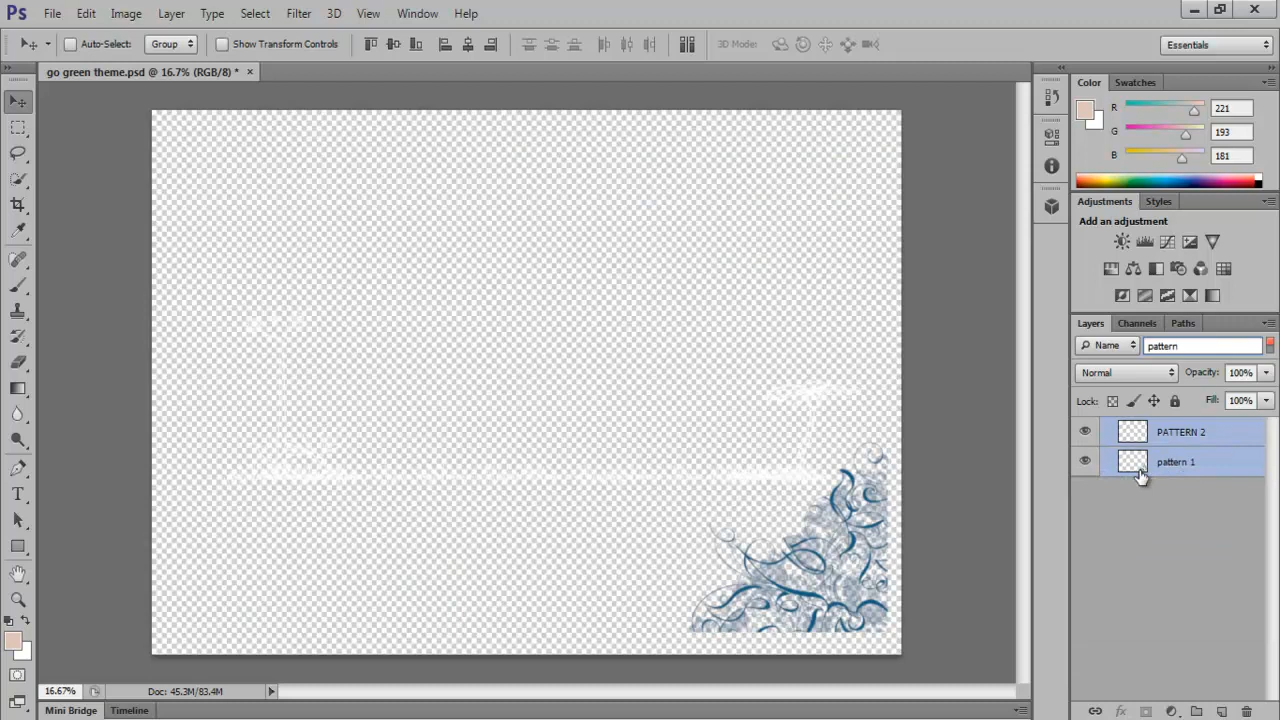 Ps File Edit Image Layer Type Select Filter 3D View Window Help
Auto-Select: Group Show Transform Controls 3D Mode: Essentials
go green theme.psd @ 16.7% (RGB/8) * ×
Color Swatches
R 221
G 193
B 181
Adjustments Styles
Add an adjustment
Layers Channels Paths
Name pattern
Normal Opacity: 100%
Lock: Fill: 100%
PATTERN 2
pattern 1
16.67% Doc: 45.3M/83.4M
Mini Bridge Timeline